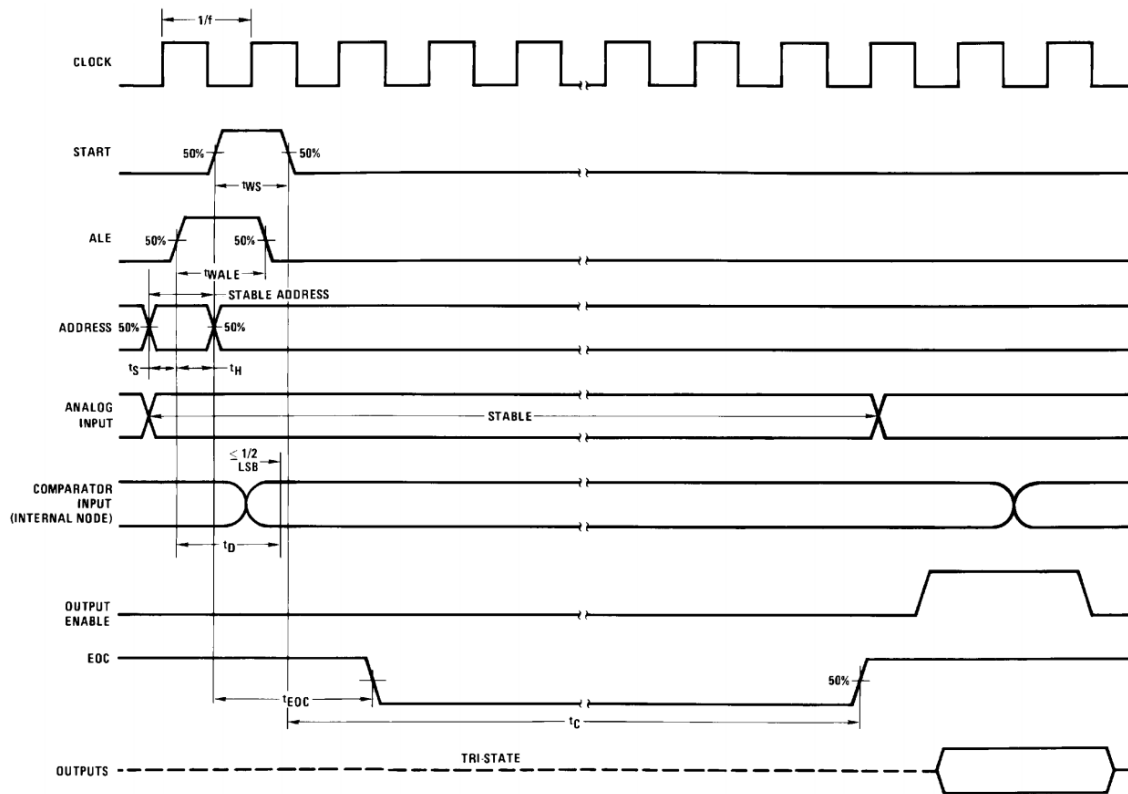 1/f
CLOCK
START
50%
50%
tWS
ALE
50%
50%
tWALE
STABLE ADDRESS
ADDRESS
50%
50%
tS
tH
ANALOG
INPUT
STABLE
≤ 1/2
LSB
COMPARATOR
INPUT
(INTERNAL NODE)
tD
OUTPUT
ENABLE
EOC
50%
tEOC
tC
TRI-STATE
OUTPUTS